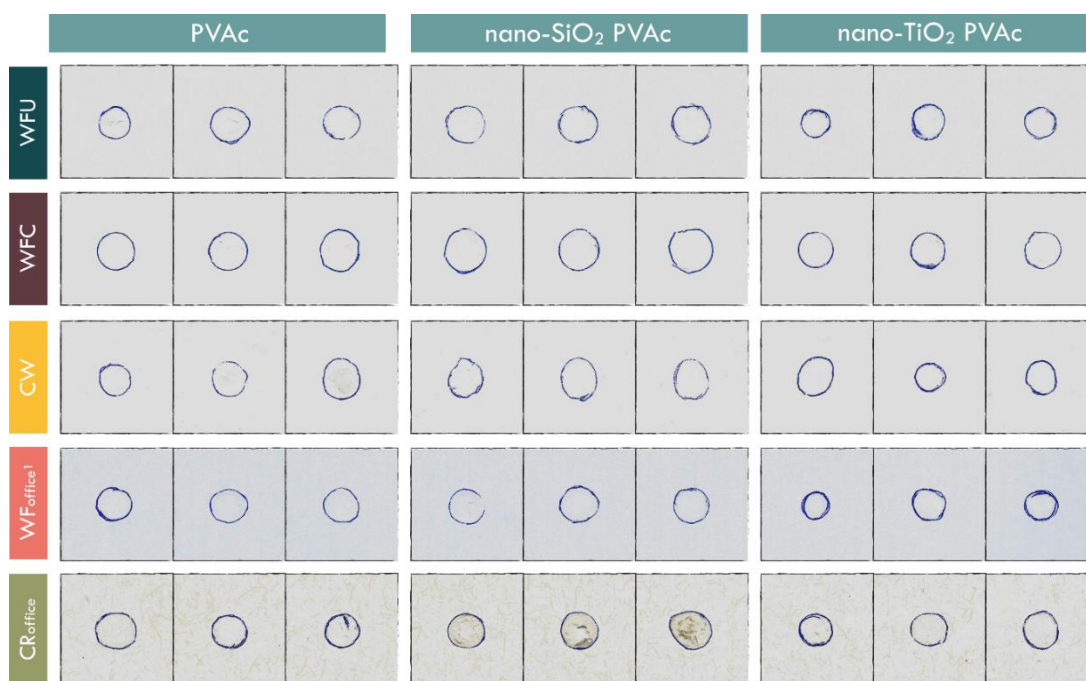 PVAc
nano-SiO₂ PVAc
nano-TiO₂ PVAc
WFU
WFC
CW
WFoffice¹
CRoffice